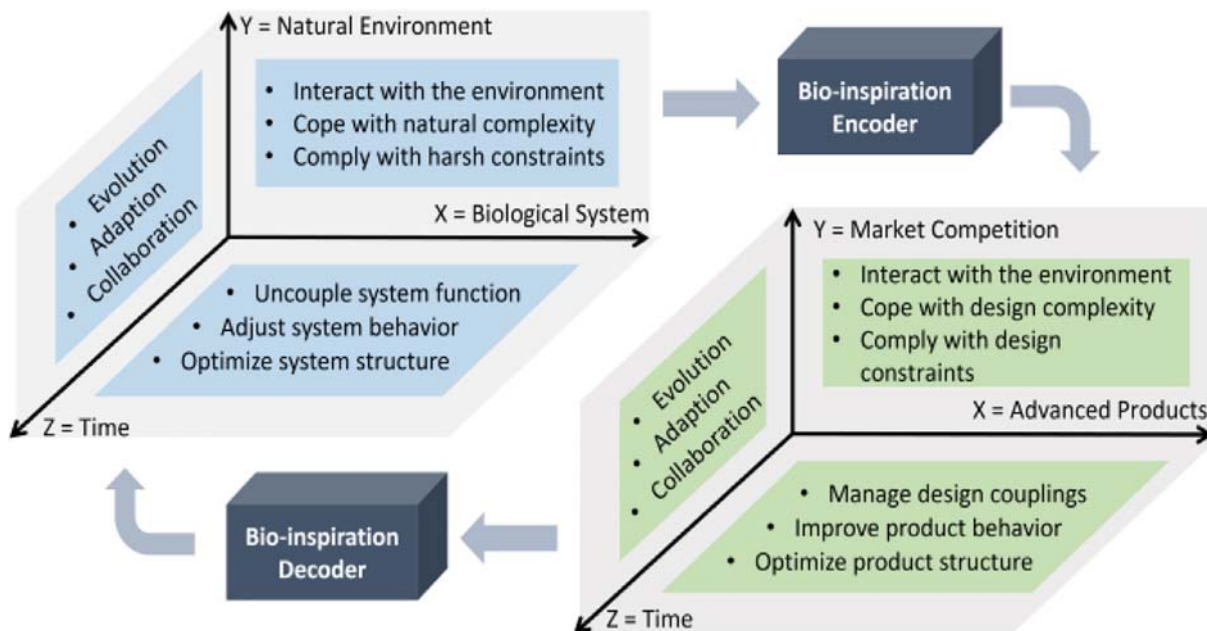 Y = Natural Environment
• Interact with the environment
• Cope with natural complexity
• Comply with harsh constraints
X = Biological System
• Evolution
• Adaption
• Collaboration
• Uncouple system function
• Adjust system behavior
• Optimize system structure
Z = Time
Bio-inspiration
Encoder
Y = Market Competition
• Interact with the environment
• Cope with design complexity
• Comply with design
constraints
X = Advanced Products
• Evolution
• Adaption
• Collaboration
• Manage design couplings
• Improve product behavior
• Optimize product structure
Z = Time
Bio-inspiration
Decoder